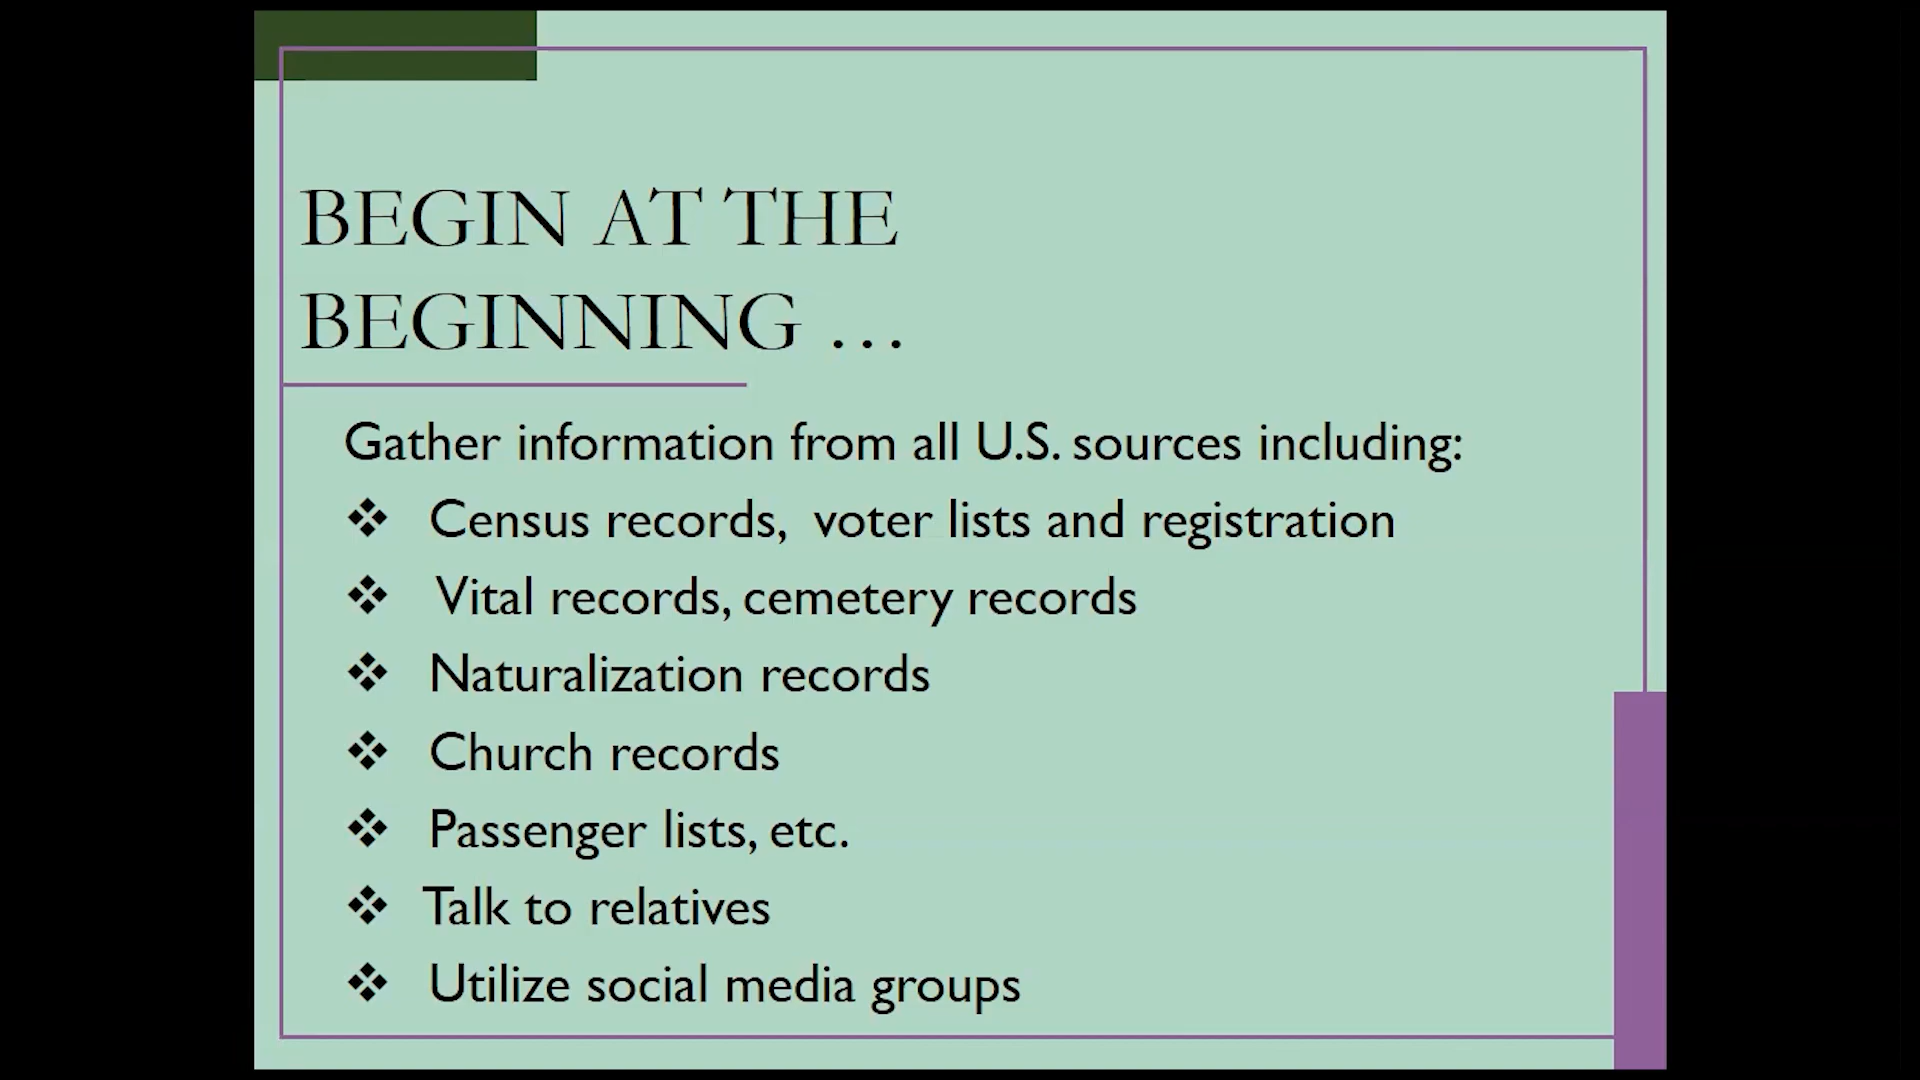 BEGIN AT THE
BEGINNING …
Gather information from all U.S. sources including:
❖ Census records,  voter lists and registration
❖ Vital records, cemetery records
❖ Naturalization records
❖ Church records
❖ Passenger lists, etc.
❖ Talk to relatives
❖ Utilize social media groups